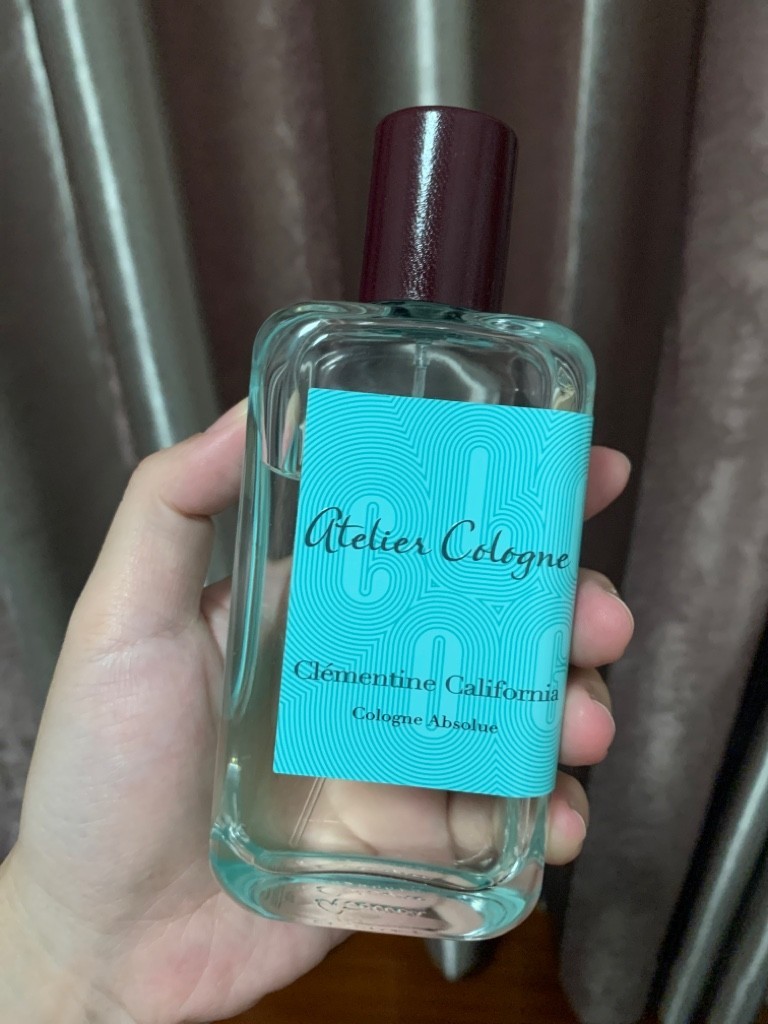 Atelier Cologne
Clémentine California
Cologne Absolue